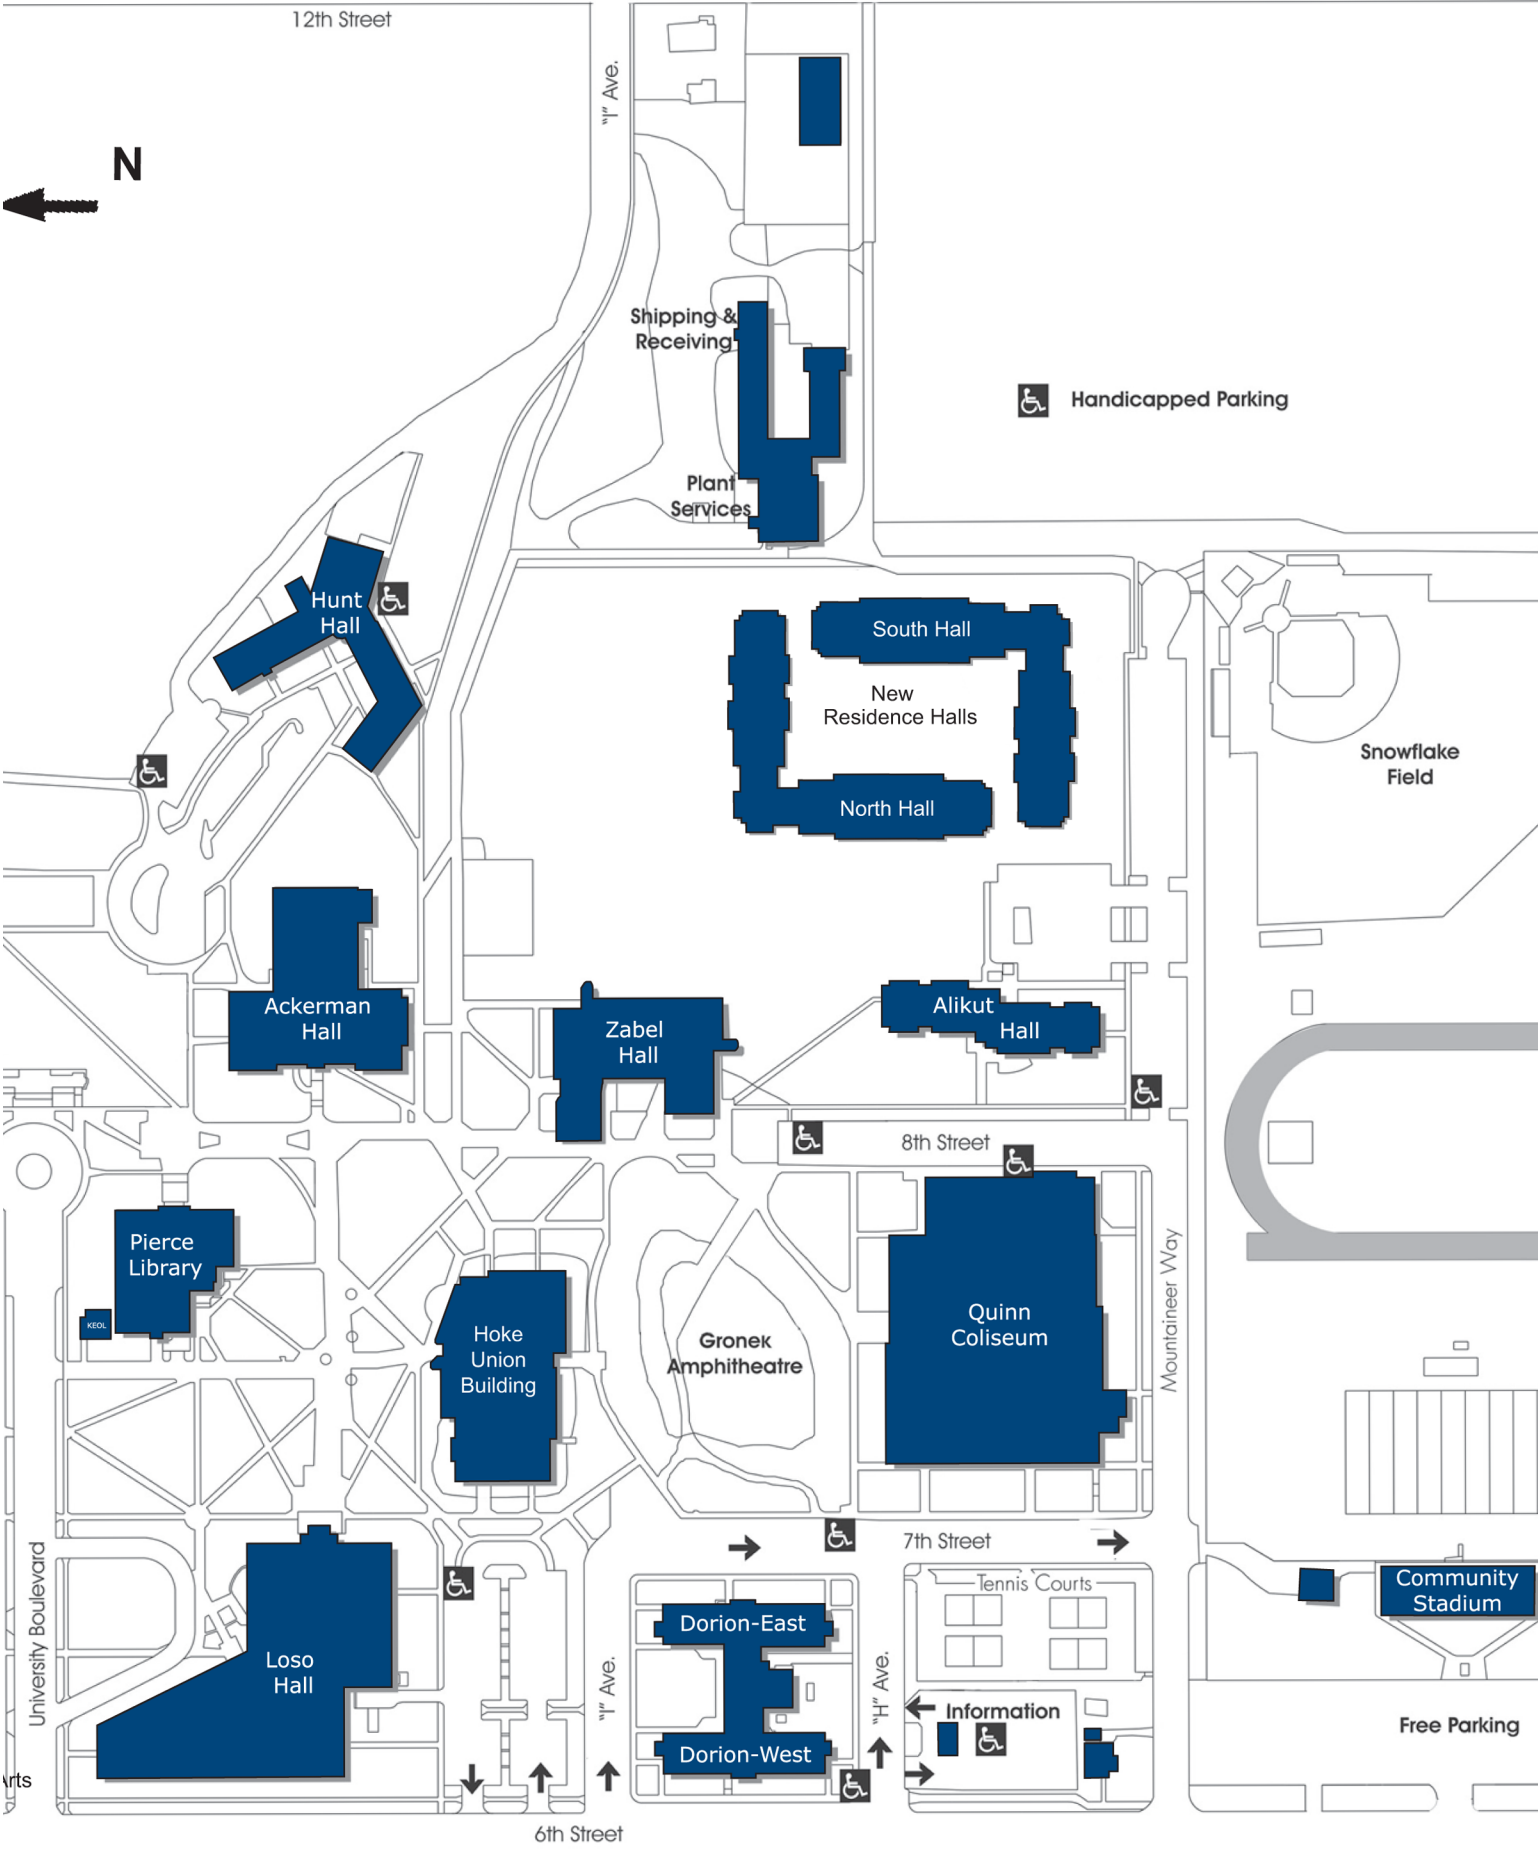 12th Street
"I" Ave.
N
Shipping &
Receiving
Handicapped Parking
Plant
Services
Hunt
Hall
South Hall
New
Residence Halls
North Hall
Snowflake
Field
Ackerman
Hall
Zabel
Hall
Alikut
Hall
8th Street
Pierce
Library
KEOL
Hoke
Union
Building
Gronek
Amphitheatre
Quinn
Coliseum
Mountaineer Way
7th Street
University Boulevard
Tennis Courts
Community
Stadium
Dorion-East
Loso
Hall
"I" Ave.
"H" Ave.
Information
Dorion-West
Free Parking
Arts
6th Street